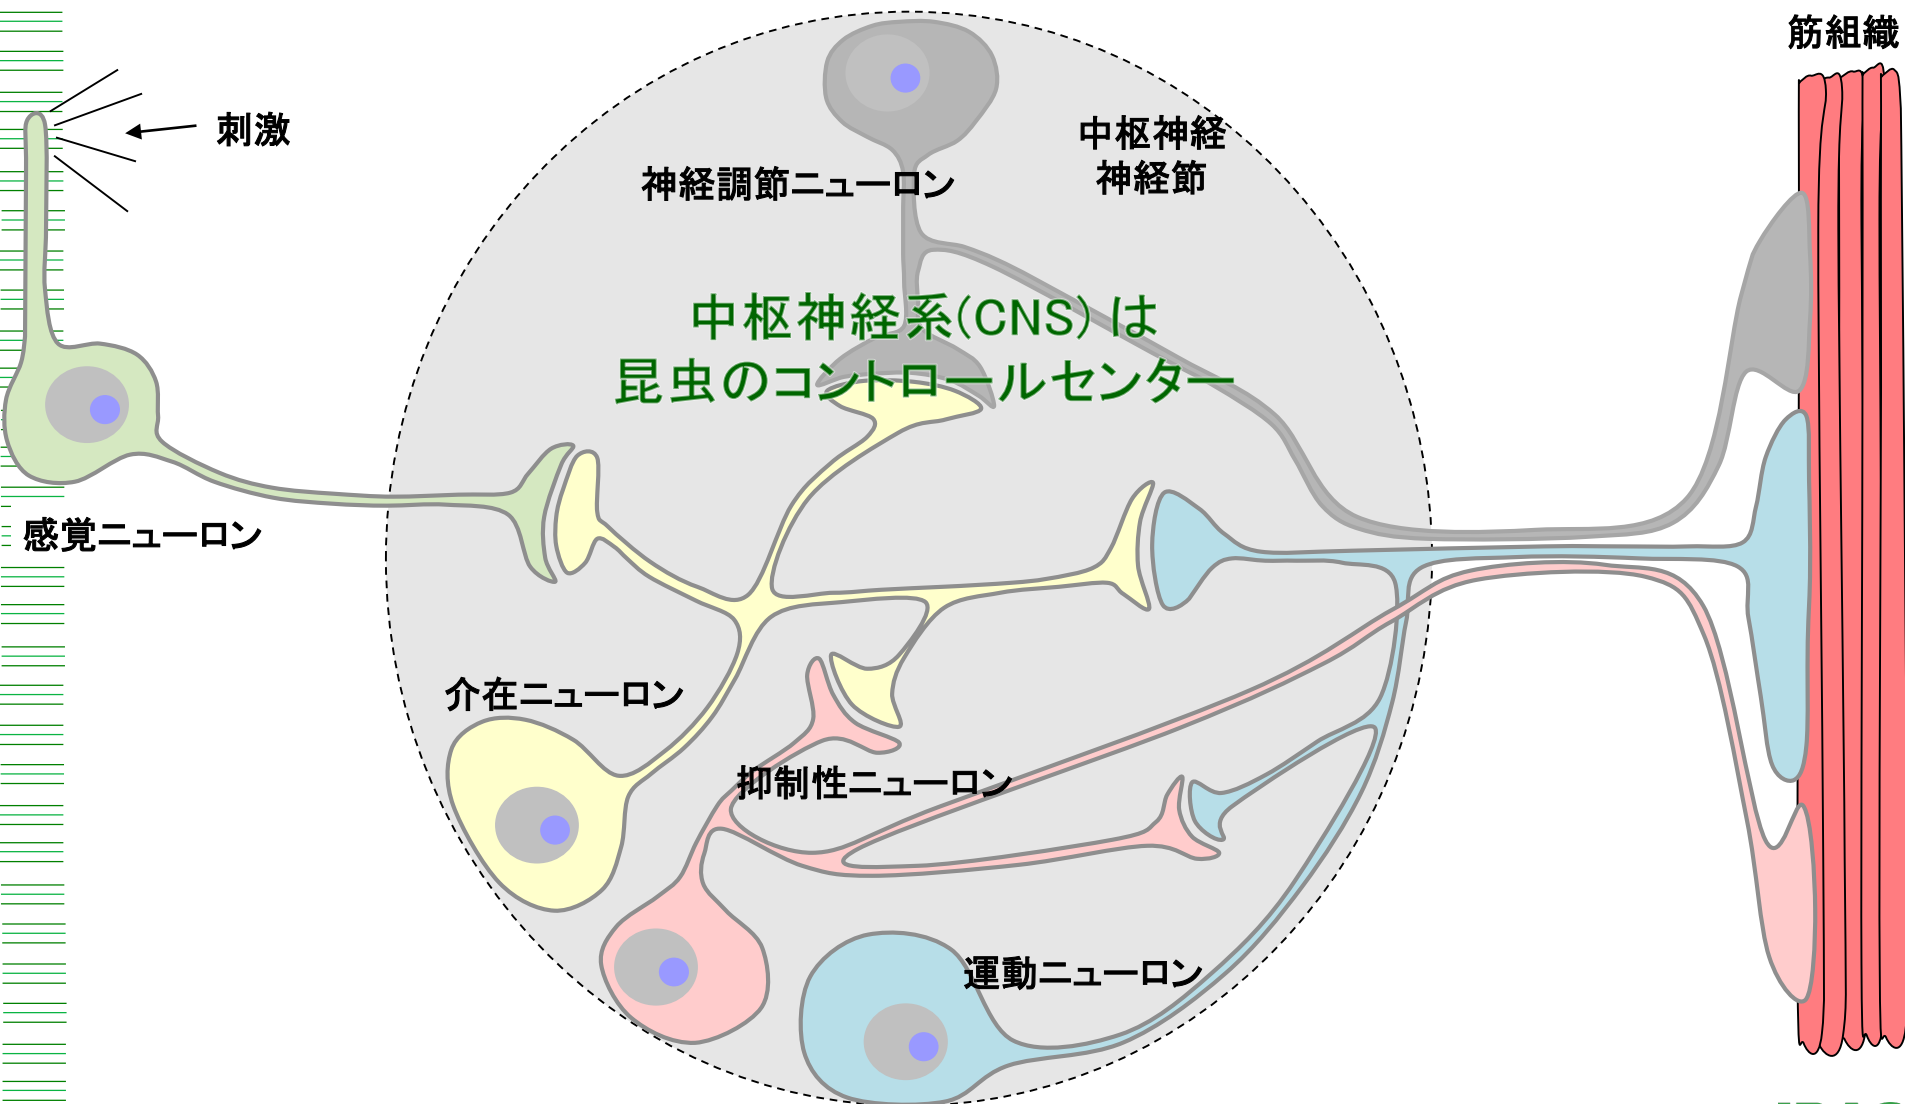 筋組織
刺激
中枢神経
神経節
神経調節ニューロン
中枢神経系(CNS) は
昆虫のコントロールセンター
感覚ニューロン
介在ニューロン
抑制性ニューロン
運動ニューロン